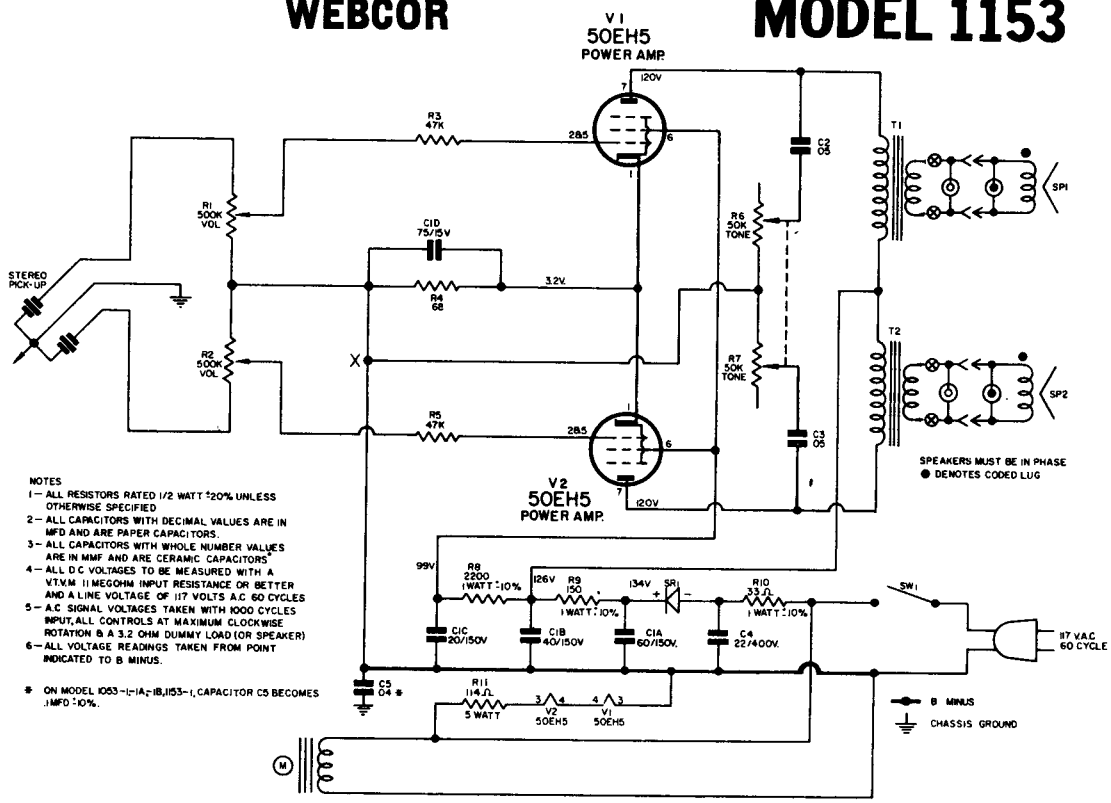 WEBCOR
MODEL 1153
V1
50EH5
POWER AMP.
7
120V
2&5
6
1
R3
47K
C2
05
T1
SP1
R1
500K
VOL
C1D
75/15V
R6
50K
TONE
STEREO
PICK-UP
R4
68
3.2V.
X
R2
500K
VOL
R7
50K
TONE
T2
SP2
R5
47K
1
2&5
6
7
120V
V2
50EH5
POWER AMP.
C3
05
SPEAKERS MUST BE IN PHASE
● DENOTES CODED LUG
NOTES
1 — ALL RESISTORS RATED 1/2 WATT ±20% UNLESS
OTHERWISE SPECIFIED
2 — ALL CAPACITORS WITH DECIMAL VALUES ARE IN
MFD AND ARE PAPER CAPACITORS.
3 — ALL CAPACITORS WITH WHOLE NUMBER VALUES
ARE IN MMF AND ARE CERAMIC CAPACITORS
4 — ALL D C VOLTAGES TO BE MEASURED WITH A
V.T.V.M 11 MEGOHM INPUT RESISTANCE OR BETTER
AND A LINE VOLTAGE OF 117 VOLTS A.C 60 CYCLES
5 — A.C SIGNAL VOLTAGES TAKEN WITH 1000 CYCLES
INPUT, ALL CONTROLS AT MAXIMUM CLOCKWISE
ROTATION & A 3.2 OHM DUMMY LOAD (OR SPEAKER)
6 — ALL VOLTAGE READINGS TAKEN FROM POINT
INDICATED TO B MINUS.
* ON MODEL 1053-1,-1A,-1B,1153-1, CAPACITOR C5 BECOMES
.1MFD ±10%.
99V
R8
2200
1WATT ±10%
126V
R9
150
1 WATT ±10%
134V
+ SR1 -
R10
33Ω
1 WATT ±10%
SW1
117 V.A.C
60 CYCLE
C1C
20/150V
C1B
40/150V
C1A
60/150V.
C4
22/400V.
C5
04 *
R11
114Ω
5 WATT
3 4
V2
50EH5
4 3
V1
50EH5
B MINUS
CHASSIS GROUND
M